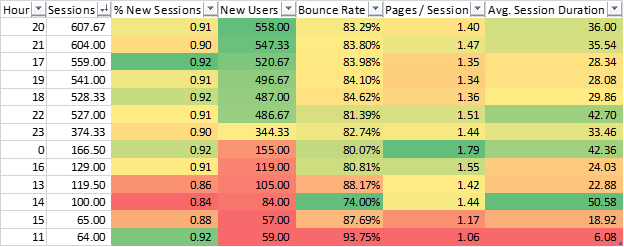 Hour Sessions % New Sessions New Users Bounce Rate Pages / Session Avg. Session Duration
20 607.67 0.91 558.00 83.29% 1.40 36.00
21 604.00 0.90 547.33 83.80% 1.47 35.54
17 559.00 0.92 520.67 83.98% 1.35 28.34
19 541.00 0.91 496.67 84.10% 1.34 28.08
18 528.33 0.92 487.00 84.62% 1.36 29.86
22 527.00 0.91 486.67 81.39% 1.51 42.70
23 374.33 0.90 344.33 82.74% 1.44 33.46
0 166.50 0.92 155.00 80.07% 1.79 42.36
16 129.00 0.91 119.00 80.81% 1.55 24.03
13 119.50 0.86 105.00 88.17% 1.42 22.88
14 100.00 0.84 84.00 74.00% 1.44 50.58
15 65.00 0.88 57.00 87.69% 1.17 18.92
11 64.00 0.92 59.00 93.75% 1.06 6.08